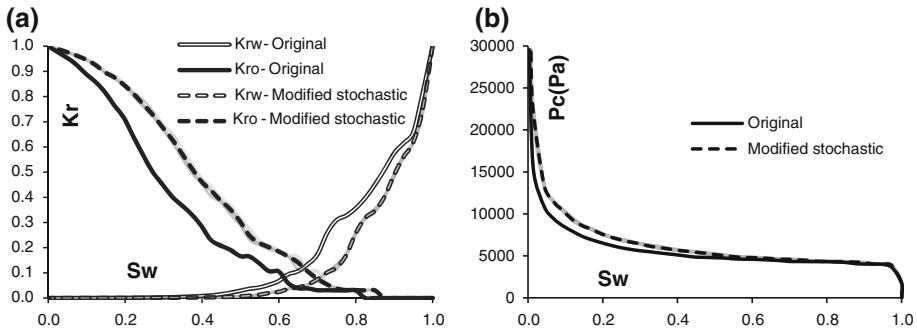 (a)
1.0
0.9
0.8
0.7
0.6
0.5
0.4
0.3
0.2
0.1
0.0
Kr
Sw
Krw- Original
Kro- Original
Krw- Modified stochastic
Kro - Modified stochastic
0.0 0.2 0.4 0.6 0.8 1.0
(b)
30000
25000
20000
15000
10000
5000
0
Pc(Pa)
Original
Modified stochastic
Sw
0.0 0.2 0.4 0.6 0.8 1.0